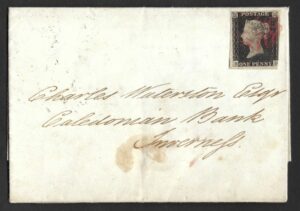 POSTAGE
ONE PENNY
Charles Waterston Esqr
Caledonian Bank
Inverness